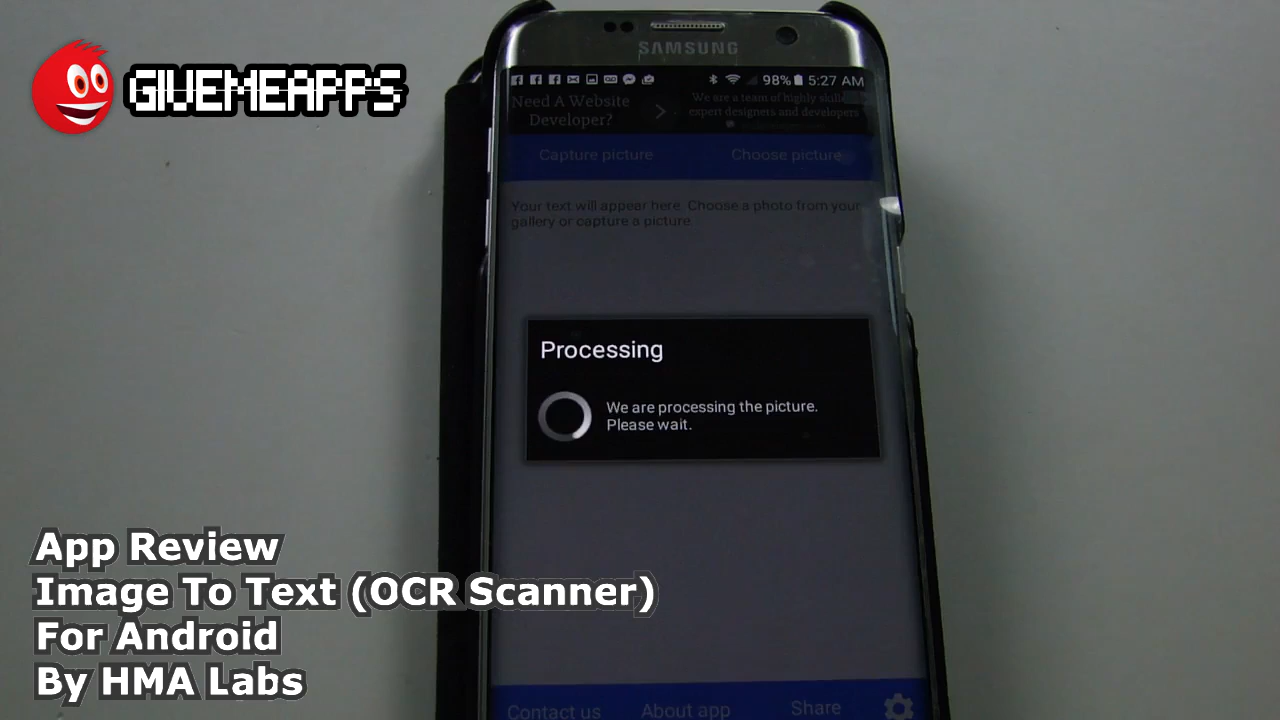 GIVEMEAPPS
SAMSUNG
98% 5:27 AM
Need A Website
Developer?
We are a team of highly
expert designers and developers
Capture picture
Choose picture
Your text will appear here. Choose a photo from your
gallery or capture a picture.
Processing
We are processing the picture.
Please wait.
App Review
Image To Text (OCR Scanner)
For Android
By HMA Labs
Contact us
About app
Share